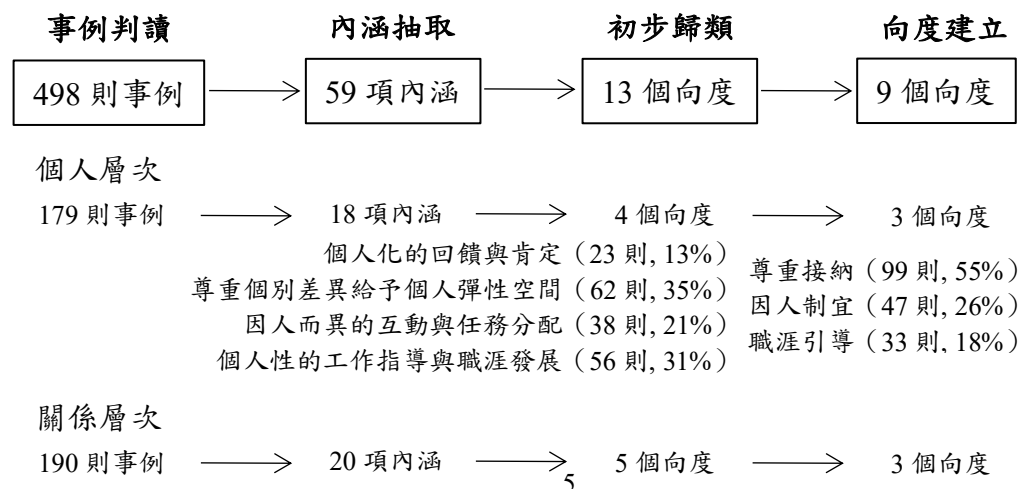 事例判讀 內涵抽取 初步歸類 向度建立
498 則事例 59 項內涵 13 個向度 9 個向度
個人層次
179 則事例 18 項內涵 4 個向度 3 個向度
個人化的回饋與肯定（23 則, 13%）
尊重個別差異給予個人彈性空間（62 則, 35%）
因人而異的互動與任務分配（38 則, 21%）
個人性的工作指導與職涯發展（56 則, 31%）
尊重接納（99 則, 55%）
因人制宜（47 則, 26%）
職涯引導（33 則, 18%）
關係層次
190 則事例 20 項內涵 5 個向度 3 個向度
5